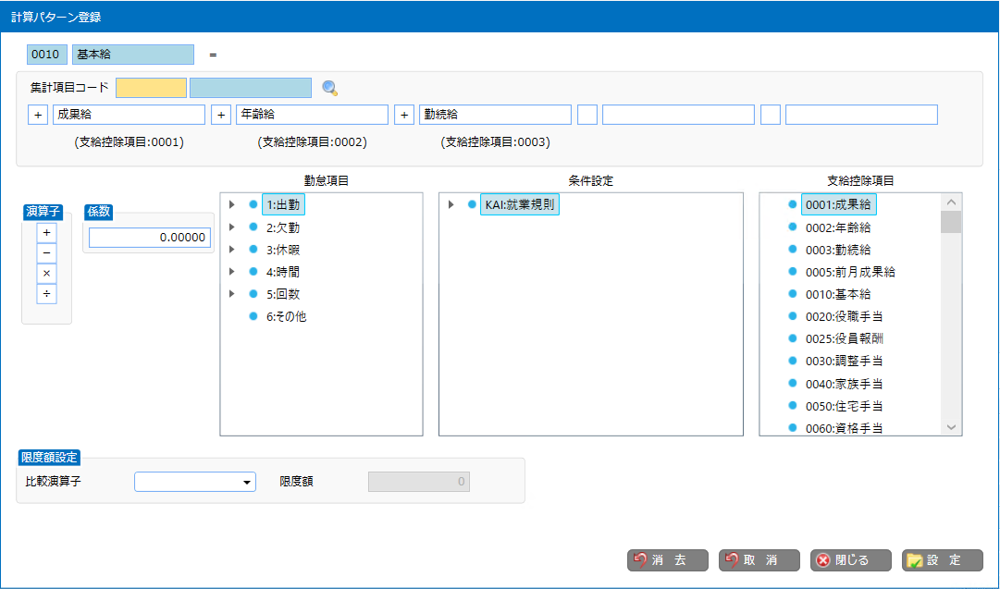 計算パターン登録
0010 基本給 =
集計項目コード
+ 成果給 + 年齢給 + 勤続給
(支給控除項目:0001) (支給控除項目:0002) (支給控除項目:0003)
勤怠項目 条件設定 支給控除項目
演算子
+
−
×
÷
係数
0.00000
1:出勤
2:欠勤
3:休暇
4:時間
5:回数
6:その他
KAI:就業規則
0001:成果給
0002:年齢給
0003:勤続給
0005:前月成果給
0010:基本給
0020:役職手当
0025:役員報酬
0030:調整手当
0040:家族手当
0050:住宅手当
0060:資格手当
限度額設定
比較演算子 限度額 0
消 去 取 消 閉じる 設 定